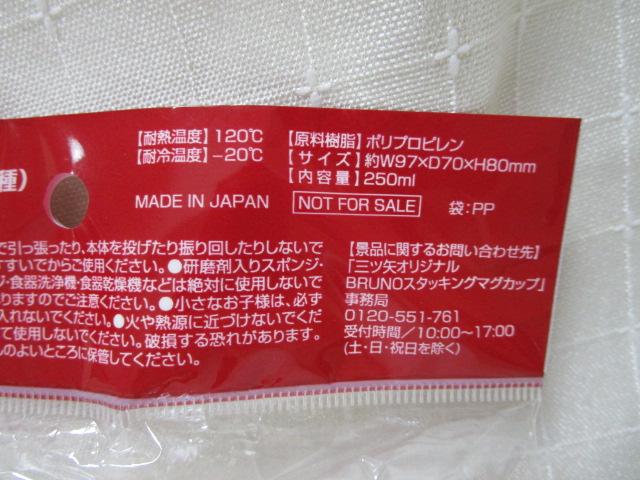 【耐熱温度】120℃
【耐冷温度】-20℃
【原料樹脂】ポリプロピレン
【サイズ】約W97×D70×H80mm
【内容量】250ml
種)
MADE IN JAPAN
NOT FOR SALE
袋:PP
で引っ張ったり、本体を投げたり振り回したりしないで
すすいでからご使用ください。●研磨剤入りスポンジ・
ジ・食器洗浄機・食器乾燥機などは絶対に使用しないで
りますのでご注意ください。●小さなお子様は、必ず
入れないでください。●火や熱源に近づけないでくだ
て使用しないでください。破損する恐れがあります。
しのよいところに保管してください。
【景品に関するお問い合わせ先】
「三ツ矢オリジナル
BRUNOスタッキングマグカップ」
事務局
0120-551-761
受付時間/10:00~17:00
(土・日・祝日を除く)